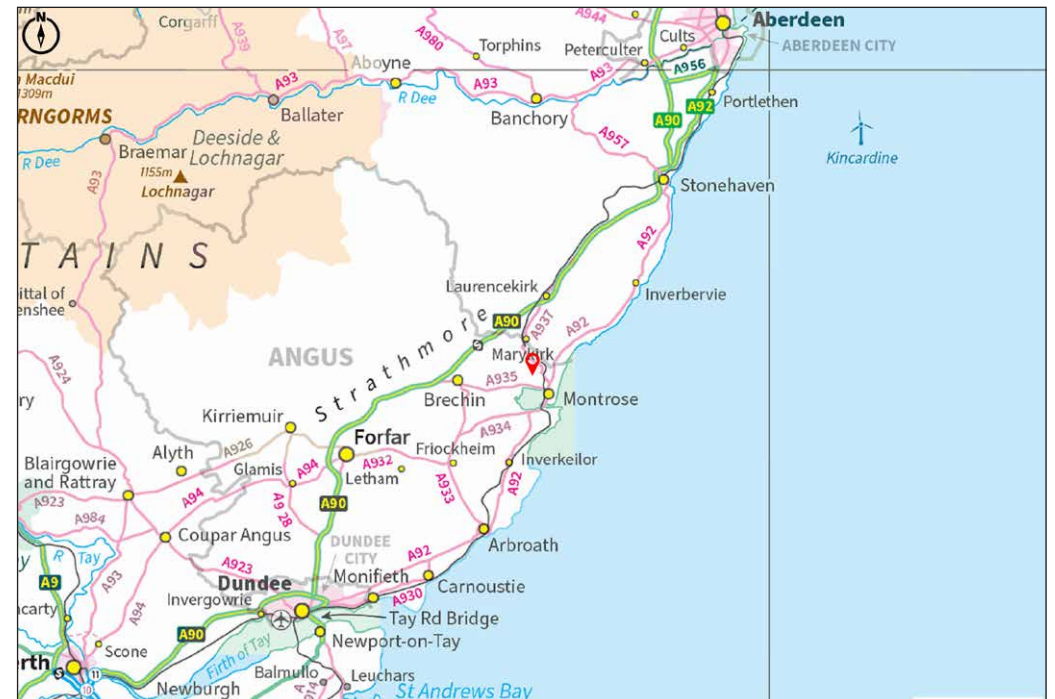 N
Corgarff
A939
A97
A980
A944
Torphins
Peterculter
Cults
Aberdeen
ABERDEEN CITY
Aboyne
A93
A93
A93
A956
Macdui
1309m
R Dee
Banchory
A92
Portlethen
A90
RNGORMS
Ballater
A957
Kincardine
Braemar
Deeside &
Lochnagar
R Dee
1155m
Lochnagar
A93
Stonehaven
TAINS
A92
ittal of
enshee
Laurencekirk
Inverbervie
A90
A937
A92
Strathmore
ANGUS
Marykirk
A924
A935
Brechin
Montrose
ry
Kirriemuir
A934
A926
Forfar
Friockheim
Alyth
Glamis
A94
A932
Inverkeilor
Blairgowrie
and Rattray
Letham
A933
A92
A923
A94
A90
A9 28
A984
Coupar Angus
DUNDEE
CITY
Arbroath
R Tay
A923
A92
A9
A93
Dundee
Monifieth
Carnoustie
A930
carty
A94
Invergowrie
Tay Rd Bridge
A90
Newport-on-Tay
Scone
erth
Firth of Tay
11
10
Balmullo
Leuchars
Newburgh
St Andrews Bay